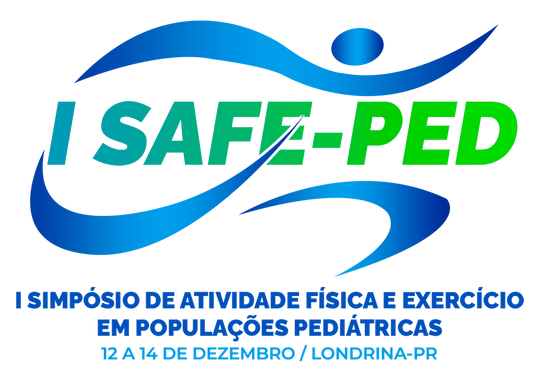 I SAFE-PED
I SIMPÓSIO DE ATIVIDADE FÍSICA E EXERCÍCIO
EM POPULAÇÕES PEDIÁTRICAS
12 A 14 DE DEZEMBRO / LONDRINA-PR